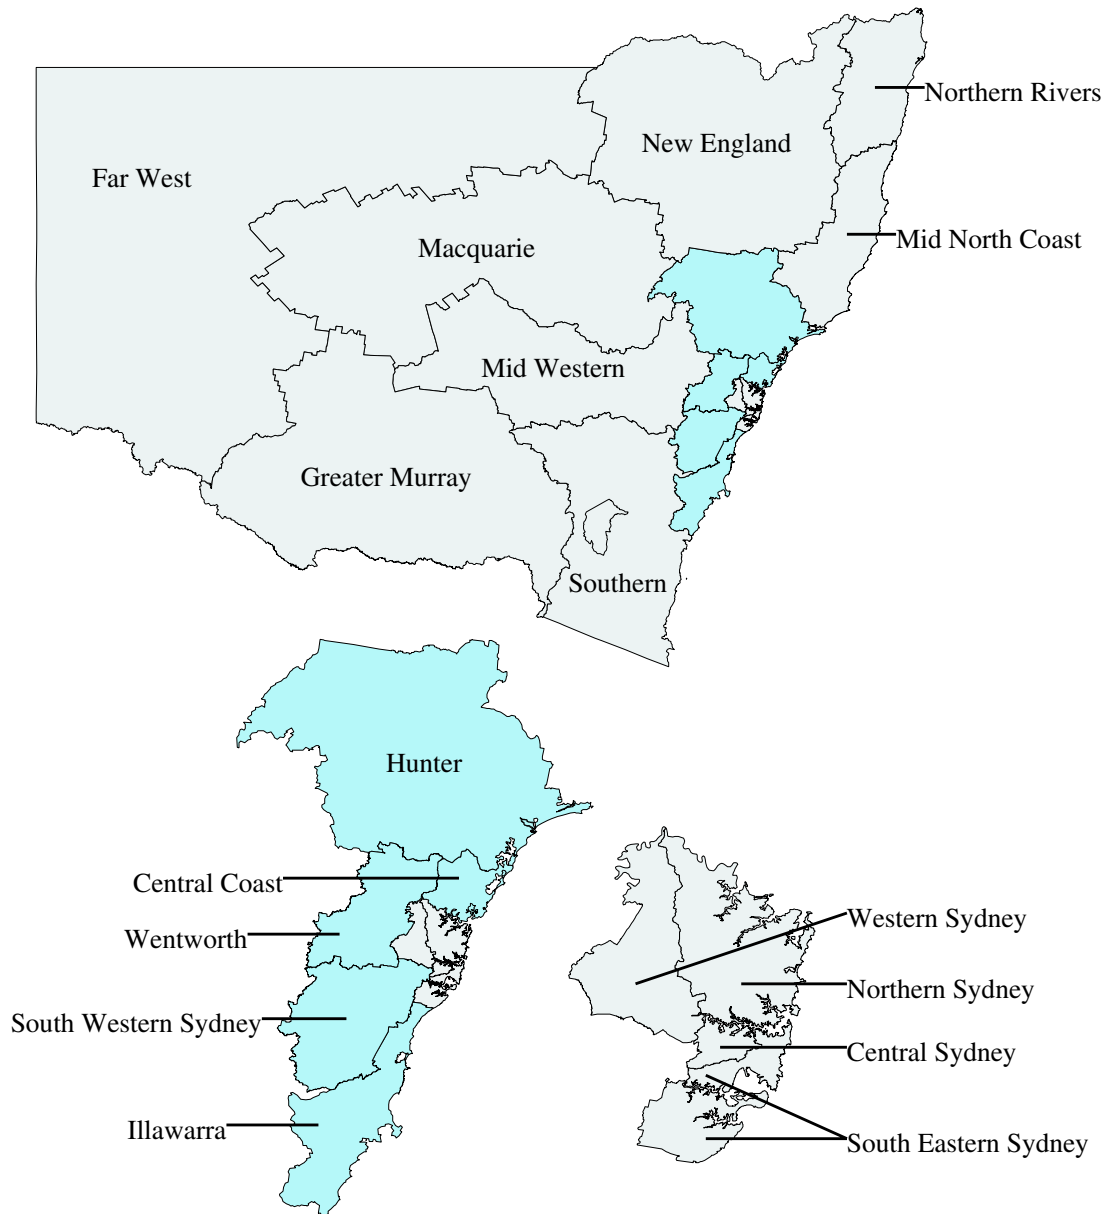 Northern Rivers
New England
Far West
Mid North Coast
Macquarie
Mid Western
Greater Murray
Southern
Hunter
Central Coast
Western Sydney
Wentworth
Northern Sydney
South Western Sydney
Central Sydney
Illawarra
South Eastern Sydney